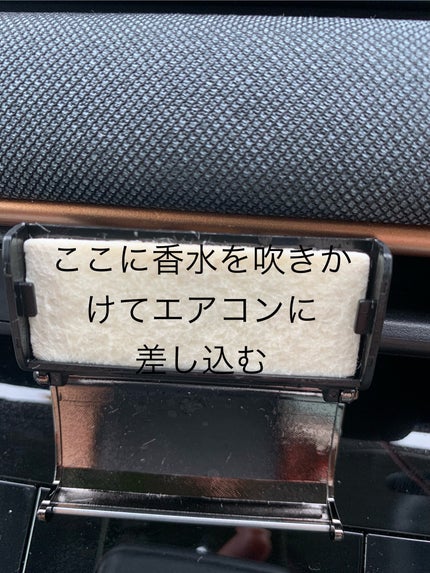 ここに香水を吹きか
けてエアコンに
差し込む